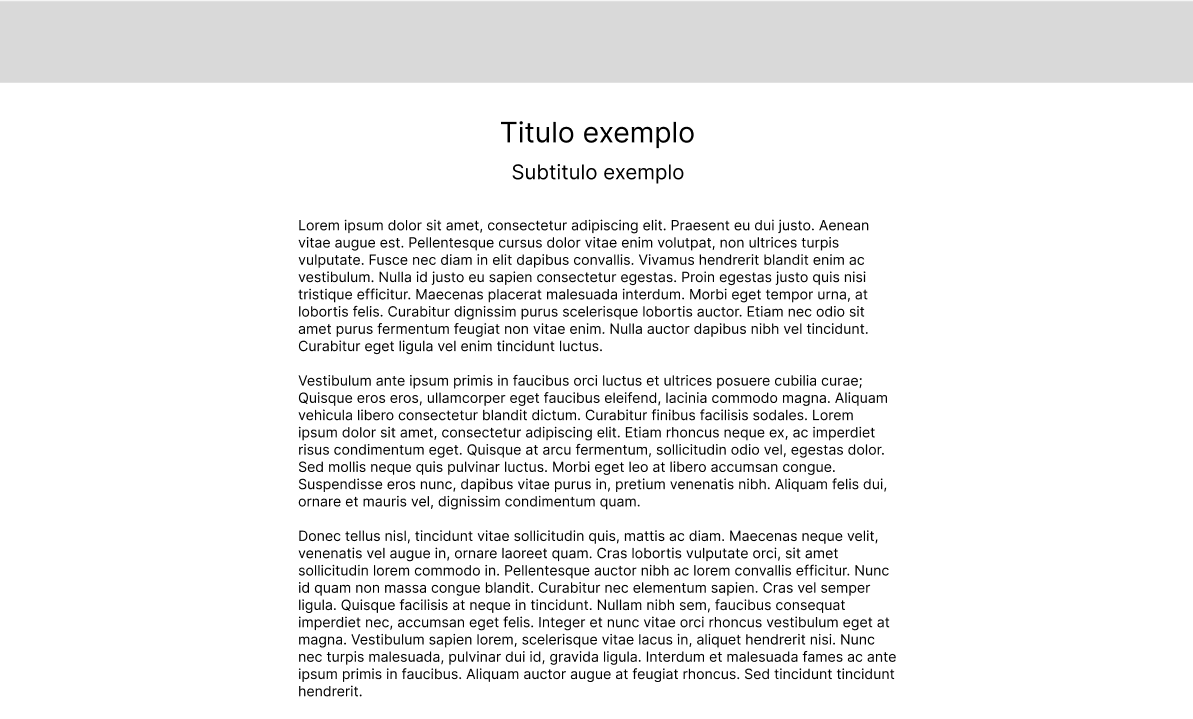 Titulo exemplo
Subtitulo exemplo
Lorem ipsum dolor sit amet, consectetur adipiscing elit. Praesent eu dui justo. Aenean
vitae augue est. Pellentesque cursus dolor vitae enim volutpat, non ultrices turpis
vulputate. Fusce nec diam in elit dapibus convallis. Vivamus hendrerit blandit enim ac
vestibulum. Nulla id justo eu sapien consectetur egestas. Proin egestas justo quis nisi
tristique efficitur. Maecenas placerat malesuada interdum. Morbi eget tempor urna, at
lobortis felis. Curabitur dignissim purus scelerisque lobortis auctor. Etiam nec odio sit
amet purus fermentum feugiat non vitae enim. Nulla auctor dapibus nibh vel tincidunt.
Curabitur eget ligula vel enim tincidunt luctus.
Vestibulum ante ipsum primis in faucibus orci luctus et ultrices posuere cubilia curae;
Quisque eros eros, ullamcorper eget faucibus eleifend, lacinia commodo magna. Aliquam
vehicula libero consectetur blandit dictum. Curabitur finibus facilisis sodales. Lorem
ipsum dolor sit amet, consectetur adipiscing elit. Etiam rhoncus neque ex, ac imperdiet
risus condimentum eget. Quisque at arcu fermentum, sollicitudin odio vel, egestas dolor.
Sed mollis neque quis pulvinar luctus. Morbi eget leo at libero accumsan congue.
Suspendisse eros nunc, dapibus vitae purus in, pretium venenatis nibh. Aliquam felis dui,
ornare et mauris vel, dignissim condimentum quam.
Donec tellus nisl, tincidunt vitae sollicitudin quis, mattis ac diam. Maecenas neque velit,
venenatis vel augue in, ornare laoreet quam. Cras lobortis vulputate orci, sit amet
sollicitudin lorem commodo in. Pellentesque auctor nibh ac lorem convallis efficitur. Nunc
id quam non massa congue blandit. Curabitur nec elementum sapien. Cras vel semper
ligula. Quisque facilisis at neque in tincidunt. Nullam nibh sem, faucibus consequat
imperdiet nec, accumsan eget felis. Integer et nunc vitae orci rhoncus vestibulum eget at
magna. Vestibulum sapien lorem, scelerisque vitae lacus in, aliquet hendrerit nisi. Nunc
nec turpis malesuada, pulvinar dui id, gravida ligula. Interdum et malesuada fames ac ante
ipsum primis in faucibus. Aliquam auctor augue at feugiat rhoncus. Sed tincidunt tincidunt
hendrerit.